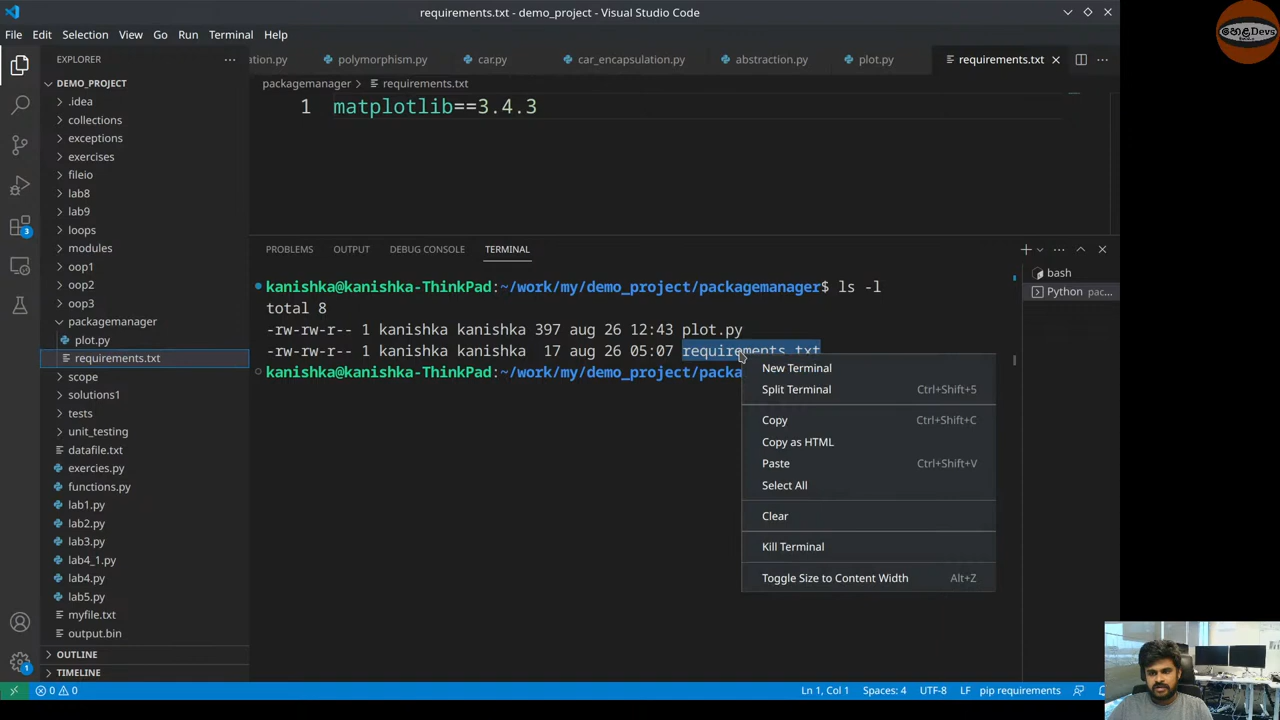 requirements.txt - demo_project - Visual Studio Code
File Edit Selection View Go Run Terminal Help
හෙළDevs
EXPLORER
ation.py polymorphism.py car.py car_encapsulation.py abstraction.py plot.py requirements.txt
DEMO_PROJECT
packagemanager > requirements.txt
1 matplotlib==3.4.3
.idea
collections
exceptions
exercises
fileio
lab8
lab9
loops
modules
oop1
oop2
oop3
packagemanager
plot.py
requirements.txt
scope
solutions1
tests
unit_testing
datafile.txt
exercies.py
functions.py
lab1.py
lab2.py
lab3.py
lab4_1.py
lab4.py
lab5.py
myfile.txt
output.bin
OUTLINE
TIMELINE
3
1
PROBLEMS OUTPUT DEBUG CONSOLE TERMINAL
kanishka@kanishka-ThinkPad:~/work/my/demo_project/packagemanager$ ls -l
total 8
-rw-rw-r-- 1 kanishka kanishka 397 aug 26 12:43 plot.py
-rw-rw-r-- 1 kanishka kanishka  17 aug 26 05:07 requirements.txt
kanishka@kanishka-ThinkPad:~/work/my/demo_project/packa
bash
Python pac...
New Terminal
Split Terminal Ctrl+Shift+5
Copy Ctrl+Shift+C
Copy as HTML
Paste Ctrl+Shift+V
Select All
Clear
Kill Terminal
Toggle Size to Content Width Alt+Z
0 0 Ln 1, Col 1 Spaces: 4 UTF-8 LF pip requirements